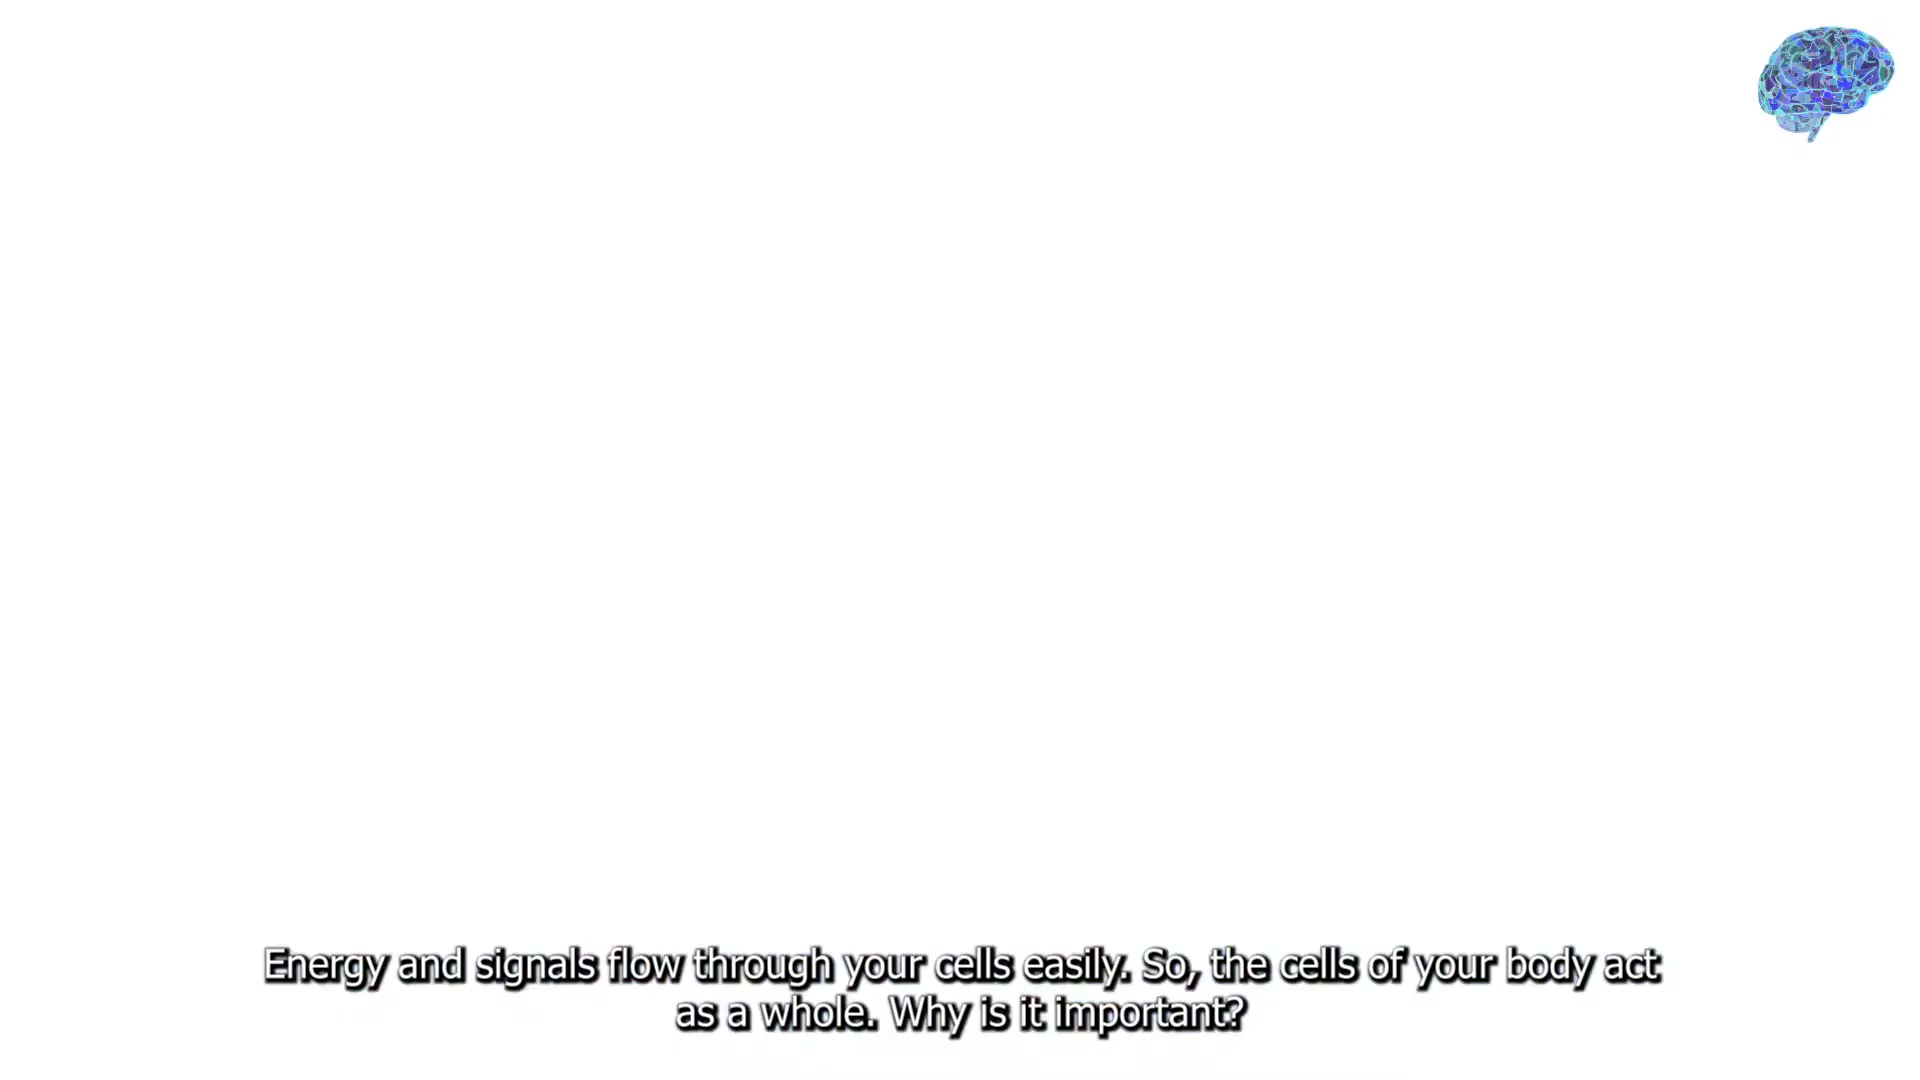 Energy and signals flow through your cells easily. So, the cells of your body act
as a whole. Why is it important?